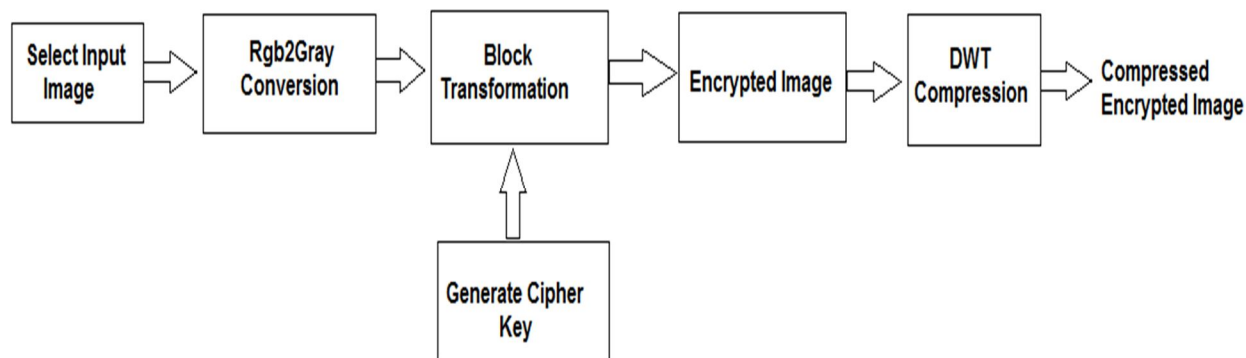 Select Input
Image
Rgb2Gray
Conversion
Block
Transformation
Encrypted Image
DWT
Compression
Compressed
Encrypted Image
Generate Cipher
Key